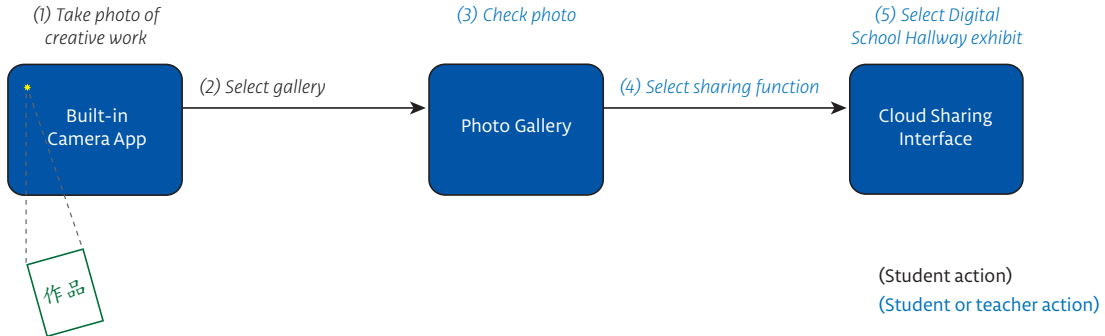 (1) Take photo of
creative work
(3) Check photo
(5) Select Digital
School Hallway exhibit
Built-in
Camera App
(2) Select gallery
Photo Gallery
(4) Select sharing function
Cloud Sharing
Interface
作品
(Student action)
(Student or teacher action)